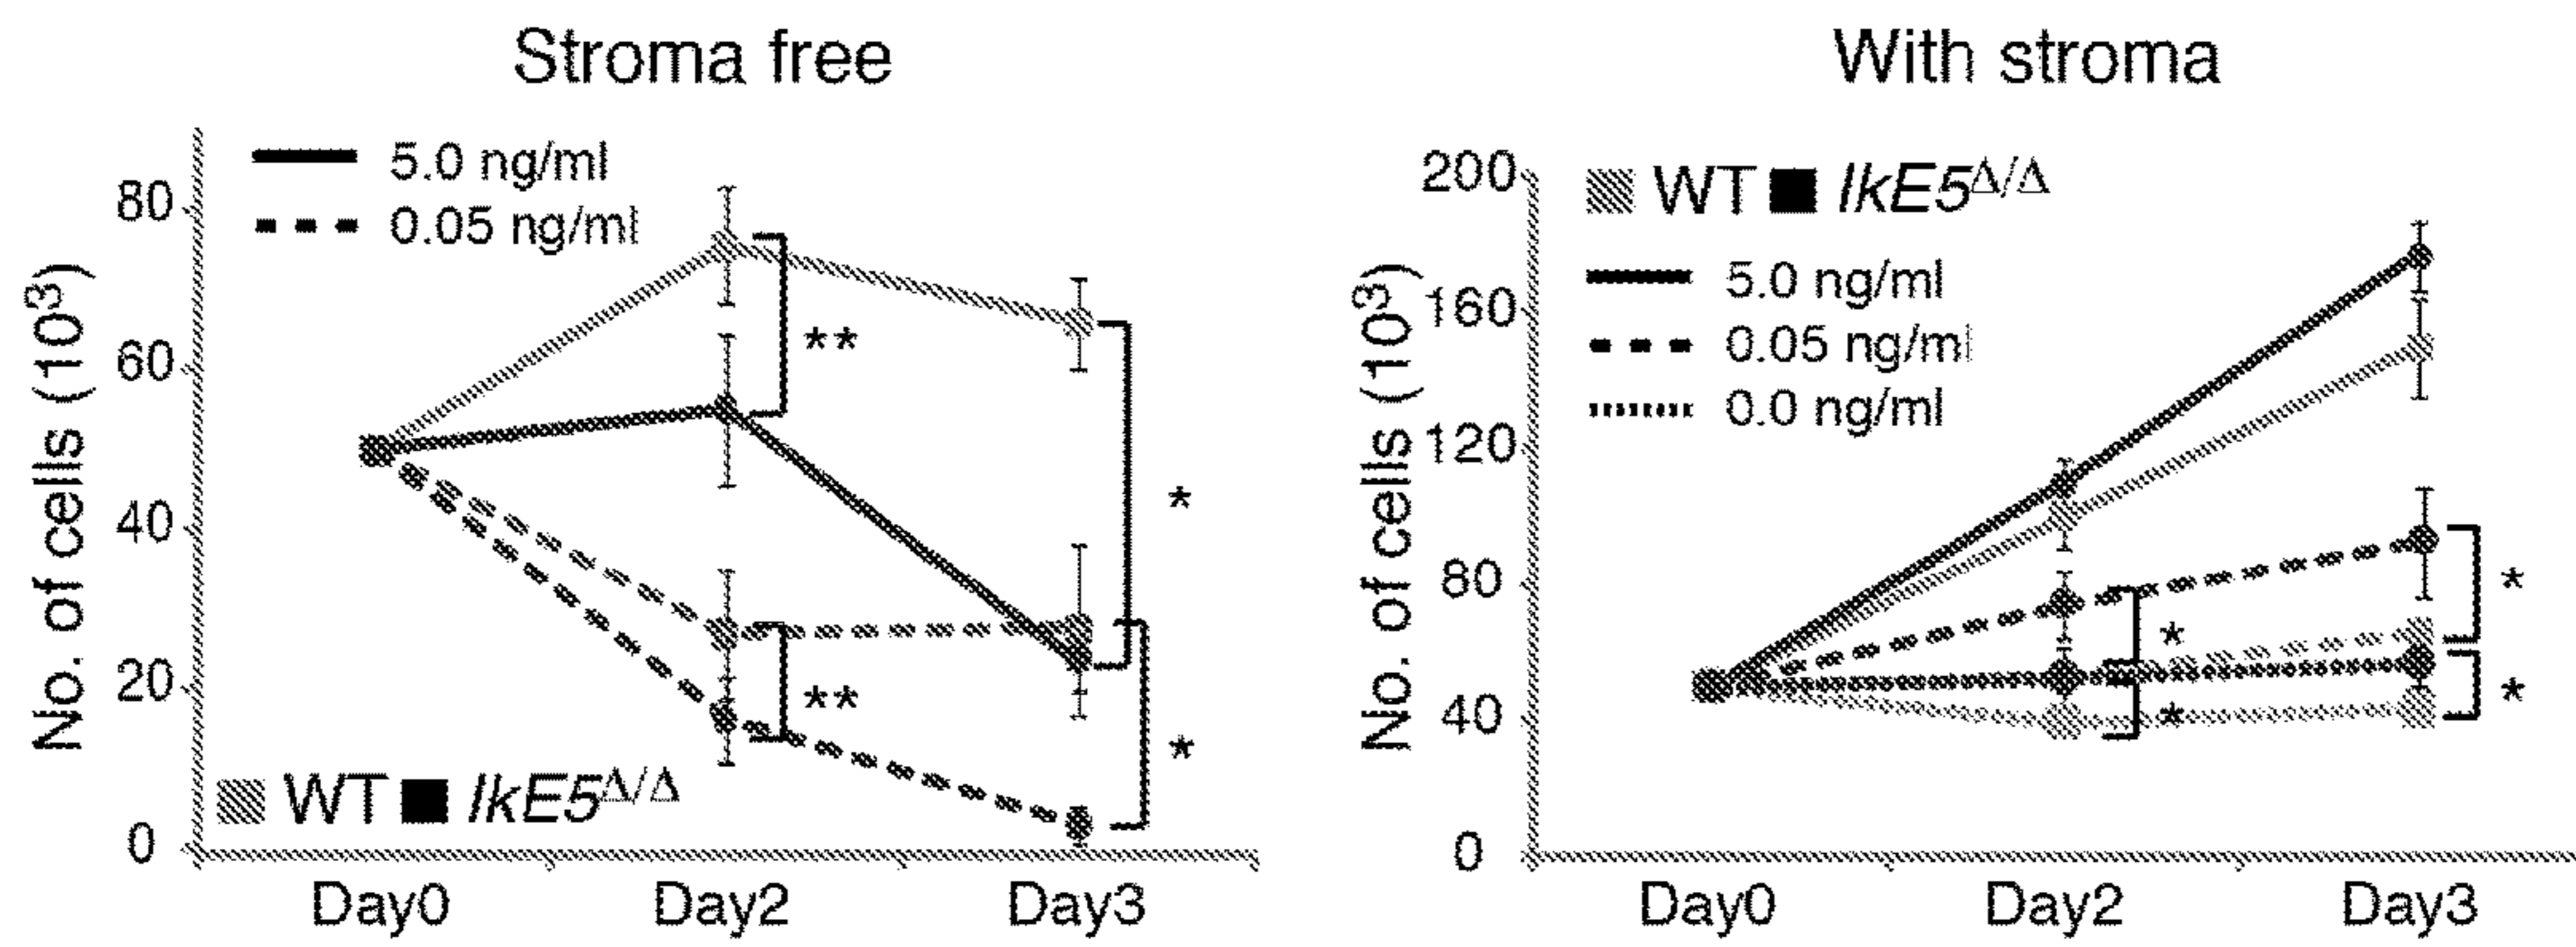 Stroma free
5.0 ng/ml
0.05 ng/ml
No. of cells (10³)
80
60
40
20
0
**
*
**
*
WT IkE5Δ/Δ
Day0 Day2 Day3
With stroma
WT IkE5Δ/Δ
5.0 ng/ml
0.05 ng/ml
0.0 ng/ml
No. of cells (10³)
200
160
120
80
40
0
*
*
*
*
Day0 Day2 Day3